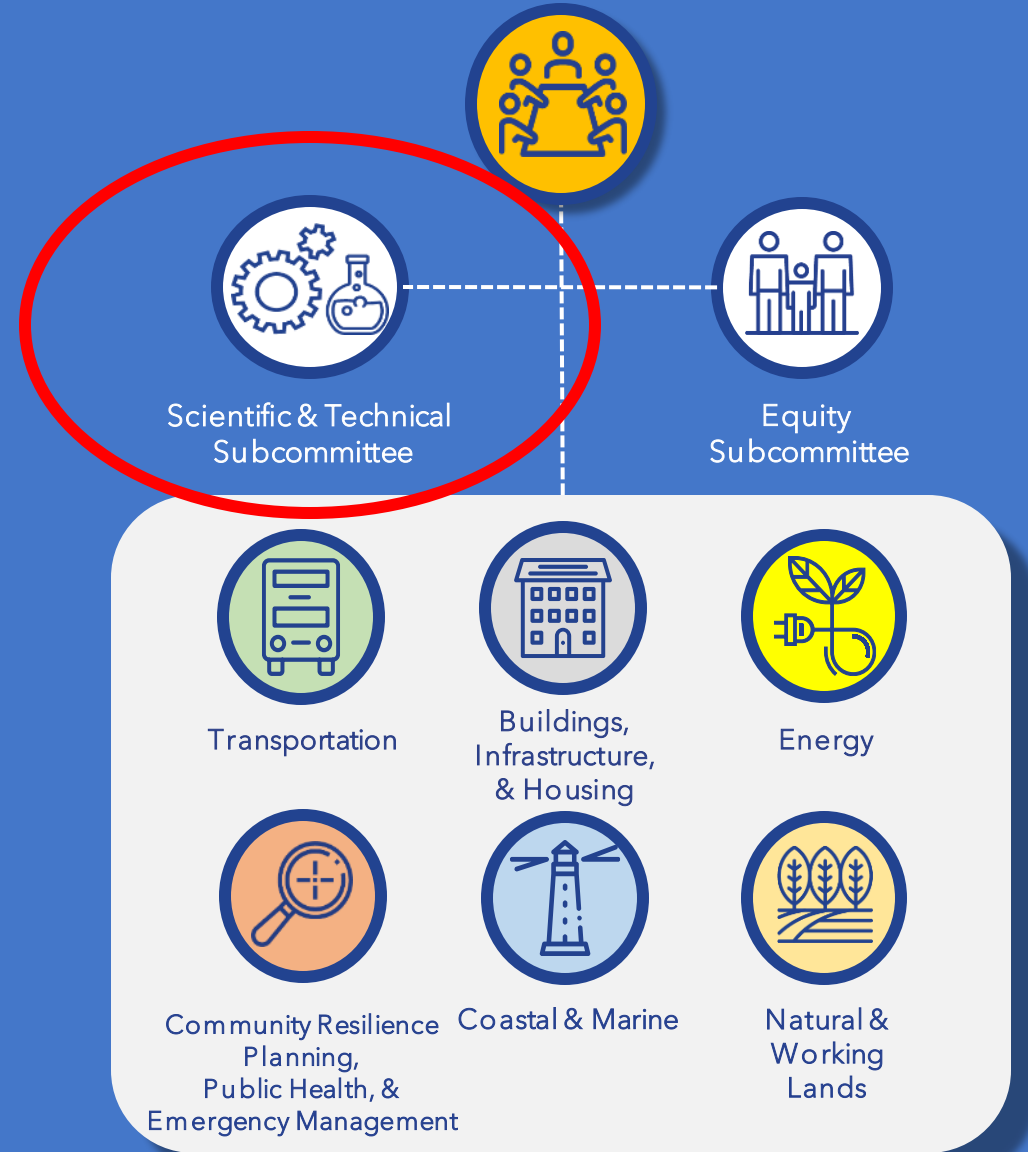 Scientific & Technical
Subcommittee
Equity
Subcommittee
Transportation
Buildings,
Infrastructure,
& Housing
Energy
Community Resilience
Planning,
Public Health, &
Emergency Management
Coastal & Marine
Natural &
Working
Lands